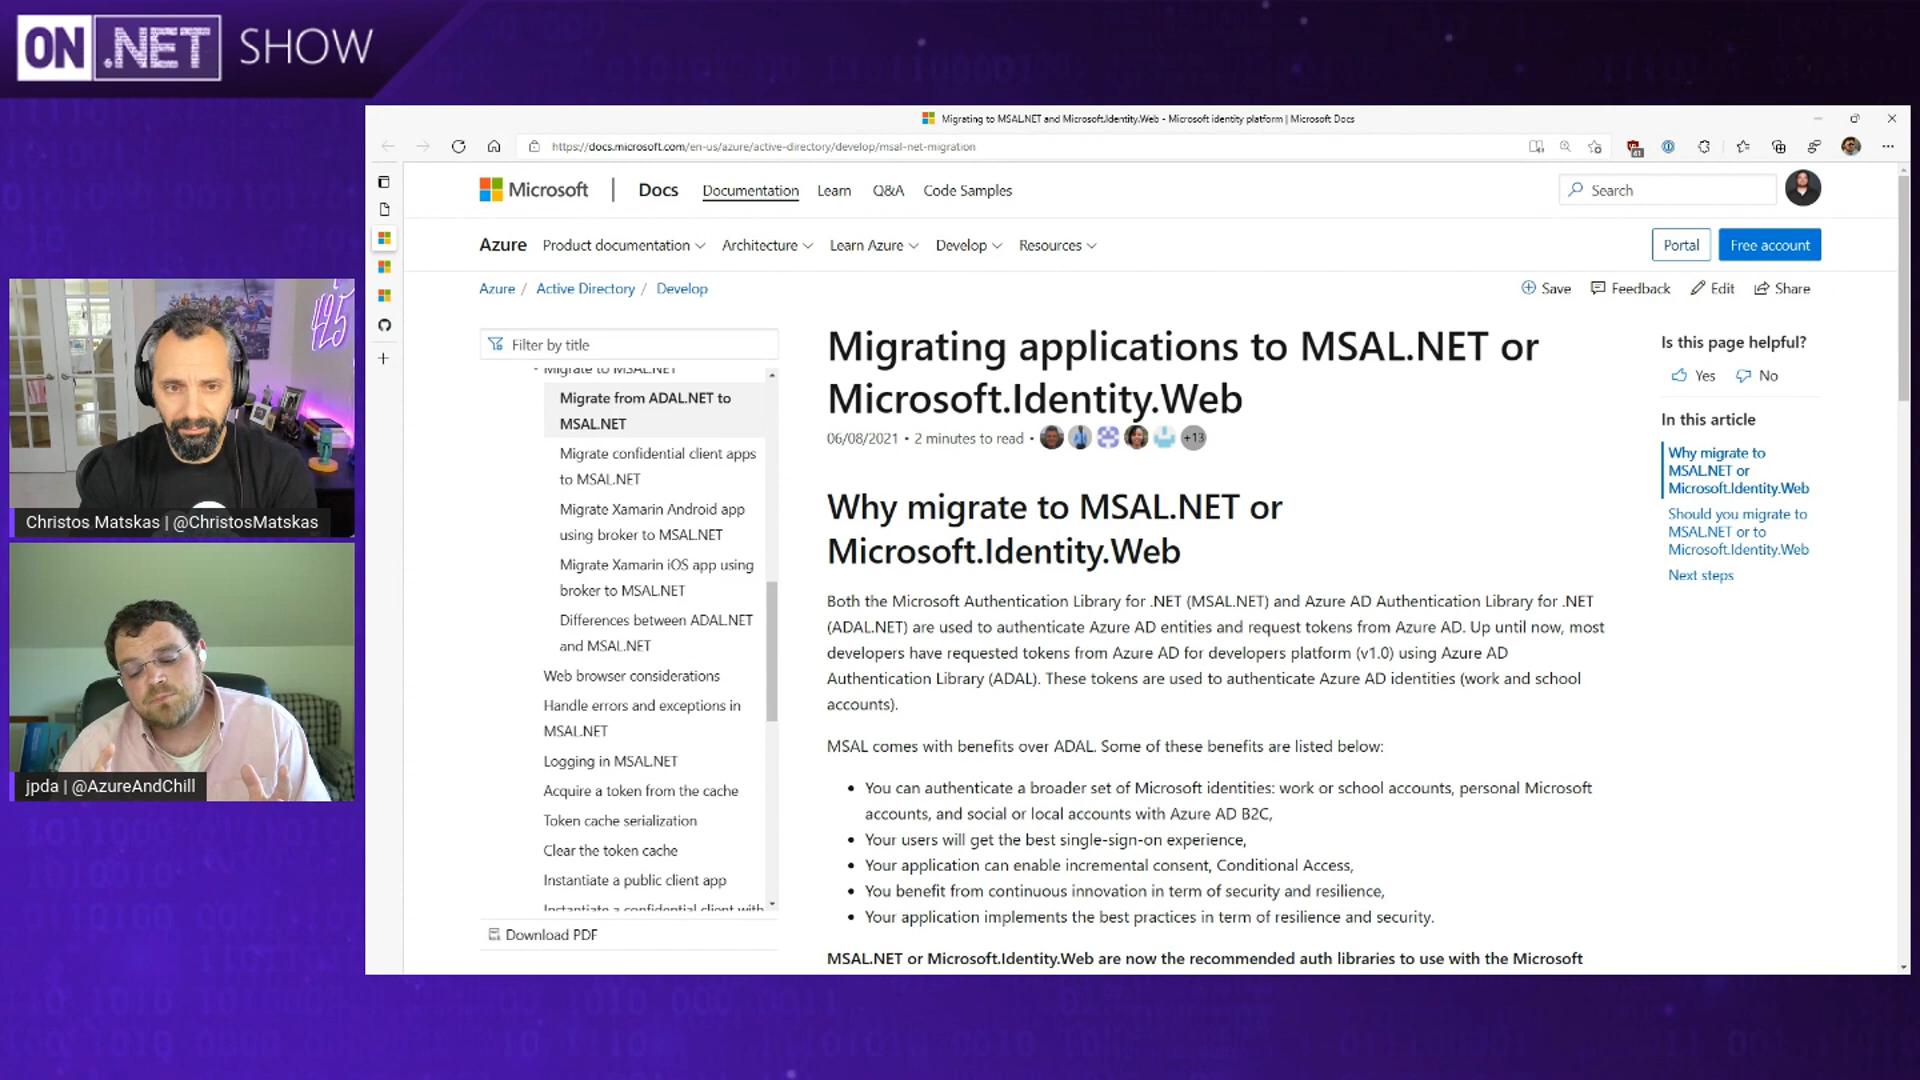 ON .NET SHOW
Migrating to MSAL.NET and Microsoft.Identity.Web - Microsoft identity platform | Microsoft Docs
https://docs.microsoft.com/en-us/azure/active-directory/develop/msal-net-migration
41
Microsoft | Docs Documentation Learn Q&A Code Samples
Search
Azure Product documentation Architecture Learn Azure Develop Resources
Portal Free account
Azure / Active Directory / Develop
Save Feedback Edit Share
Filter by title
Migrate to MSAL.NET
Migrate from ADAL.NET to
MSAL.NET
Migrate confidential client apps
to MSAL.NET
Migrate Xamarin Android app
using broker to MSAL.NET
Migrate Xamarin iOS app using
broker to MSAL.NET
Differences between ADAL.NET
and MSAL.NET
Web browser considerations
Handle errors and exceptions in
MSAL.NET
Logging in MSAL.NET
Acquire a token from the cache
Token cache serialization
Clear the token cache
Instantiate a public client app
Instantiate a confidential client with
Download PDF
Migrating applications to MSAL.NET or
Microsoft.Identity.Web
06/08/2021 • 2 minutes to read • +13
Why migrate to MSAL.NET or
Microsoft.Identity.Web
Both the Microsoft Authentication Library for .NET (MSAL.NET) and Azure AD Authentication Library for .NET
(ADAL.NET) are used to authenticate Azure AD entities and request tokens from Azure AD. Up until now, most
developers have requested tokens from Azure AD for developers platform (v1.0) using Azure AD
Authentication Library (ADAL). These tokens are used to authenticate Azure AD identities (work and school
accounts).
MSAL comes with benefits over ADAL. Some of these benefits are listed below:
• You can authenticate a broader set of Microsoft identities: work or school accounts, personal Microsoft
accounts, and social or local accounts with Azure AD B2C,
• Your users will get the best single-sign-on experience,
• Your application can enable incremental consent, Conditional Access,
• You benefit from continuous innovation in term of security and resilience,
• Your application implements the best practices in term of resilience and security.
MSAL.NET or Microsoft.Identity.Web are now the recommended auth libraries to use with the Microsoft
Is this page helpful?
Yes No
In this article
Why migrate to
MSAL.NET or
Microsoft.Identity.Web
Should you migrate to
MSAL.NET or to
Microsoft.Identity.Web
Next steps
425
Christos Matskas | @ChristosMatskas
jpda | @AzureAndChill